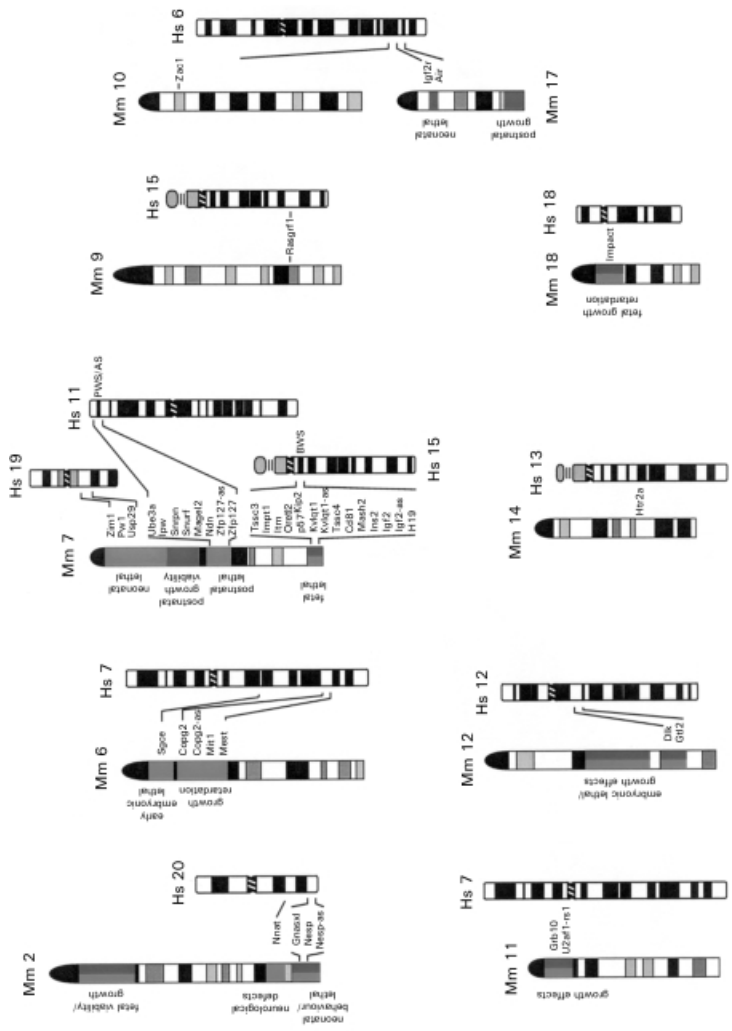 Mm 2
Hs 20
fetal viability/
growth
neurological
defects
neonatal
behaviour/
lethal
Nnat
Gnasxl
Nesp
Nesp-as
Mm 6
Hs 7
early
embryonic
lethal
growth
retardation
Sgce
Copg2
Copg2-as
Mit1
Mest
Mm 7
Hs 19
Hs 11
PWS/AS
Hs 15
BWS
neonatal
lethal
postnatal
growth
viability
postnatal
lethal
fetal
lethal
Zim1
Pw1
Usp29
Ube3a
Ipw
Snrpn
Snurf
Magel2
Ndn
Zfp127-as
Zfp127
Tssc3
Impt1
Itm
Orctl2
p57Kip2
Kvlqt1
Kvlqt1-as
Tssc4
Cd81
Mash2
Ins2
Igf2
Igf2-as
H19
Mm 9
Hs 15
Rasgrf1
Mm 10
Hs 6
Zac1
Mm 17
Igf2r
Air
neonatal
lethal
postnatal
growth
Mm 11
Hs 7
growth effects
Grb10
U2af1-rs1
Mm 12
Hs 12
embryonic lethal/
growth effects
Dlk
Gtl2
Mm 14
Hs 13
Htr2a
Mm 18
Hs 18
fetal growth
retardation
Impact